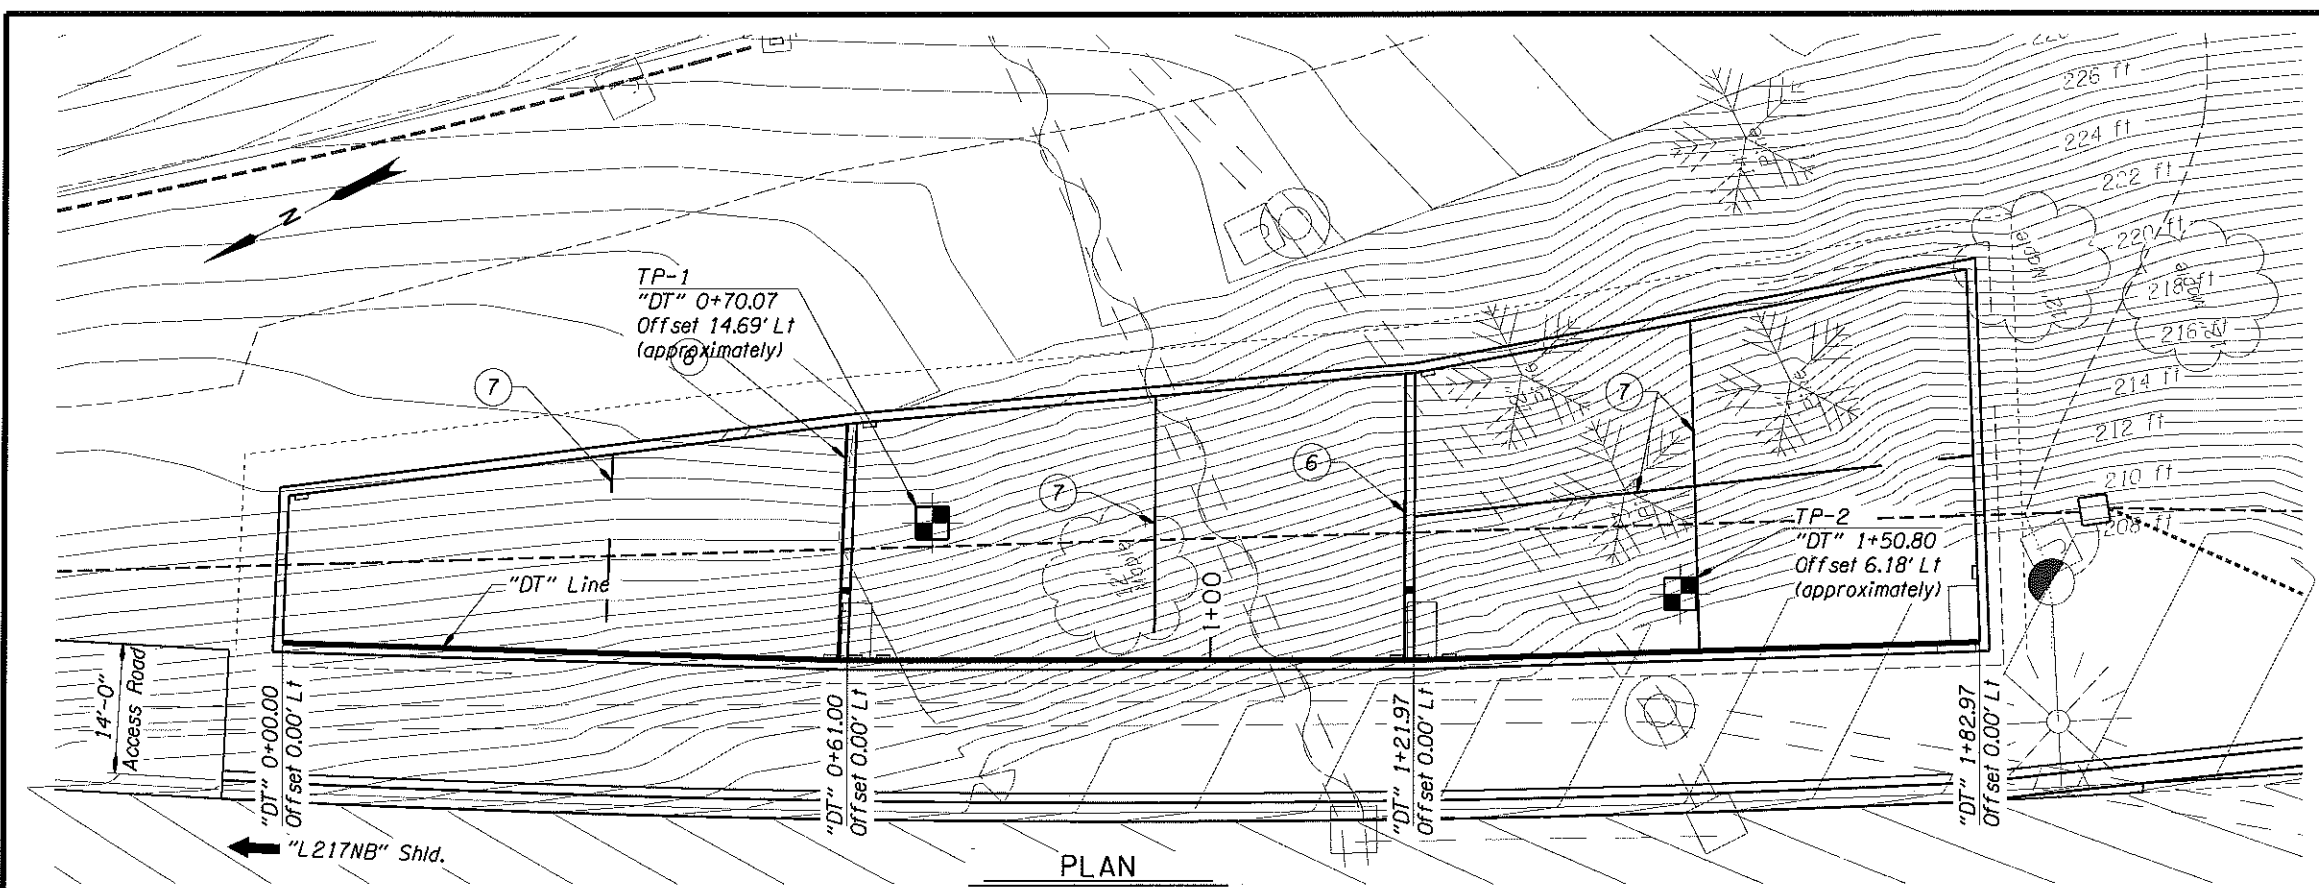 226 ft
224 ft
222 ft
220 ft
218 ft
216 ft
214 ft
212 ft
210 ft
208 ft
N
TP-1
"DT" 0+70.07
Offset 14.69' Lt
(approximately)
7
7
6
7
TP-2
"DT" 1+50.80
Offset 6.18' Lt
(approximately)
"DT" Line
1+00
14'-0"
Access Road
"DT" 0+00.00
Offset 0.00' Lt
"DT" 0+61.00
Offset 0.00' Lt
"DT" 1+21.97
Offset 0.00' Lt
"DT" 1+82.97
Offset 0.00' Lt
"L217NB" Shld.
PLAN